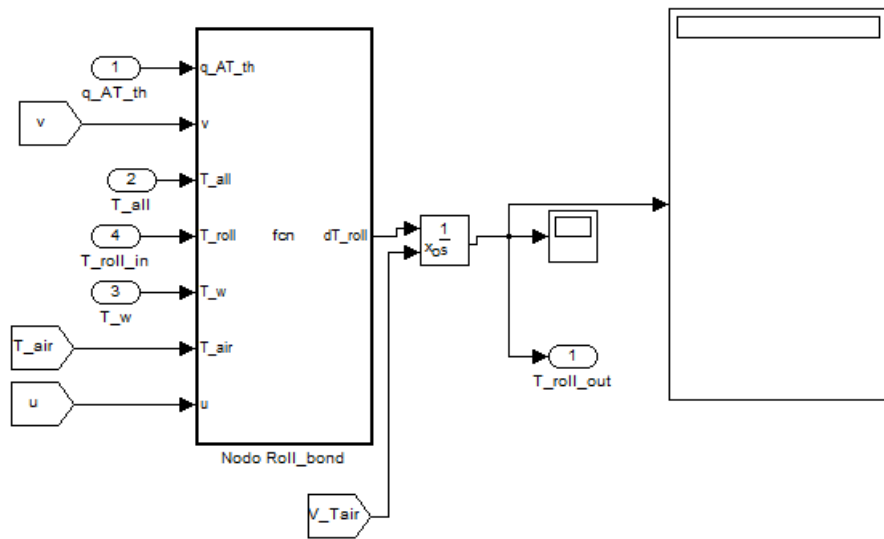 1
q_AT_th
v
2
T_all
4
T_roll_in
3
T_w
T_air
u
q_AT_th
v
T_all
T_roll
T_w
T_air
u
fcn
dT_roll
Nodo Roll_bond
V_Tair
1
s
xo
1
T_roll_out